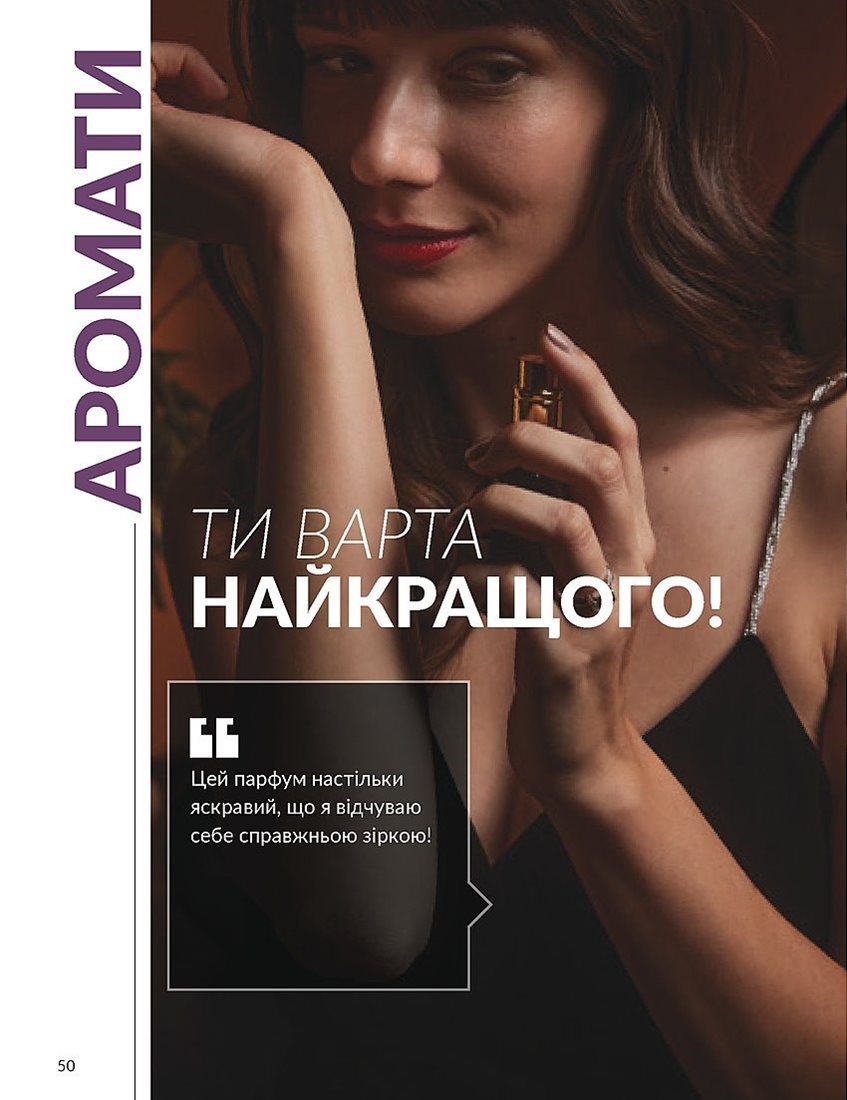 АРОМАТИ
ТИ ВАРТА
НАЙКРАЩОГО!
Цей парфум настільки
яскравий, що я відчуваю
себе справжньою зіркою!
50